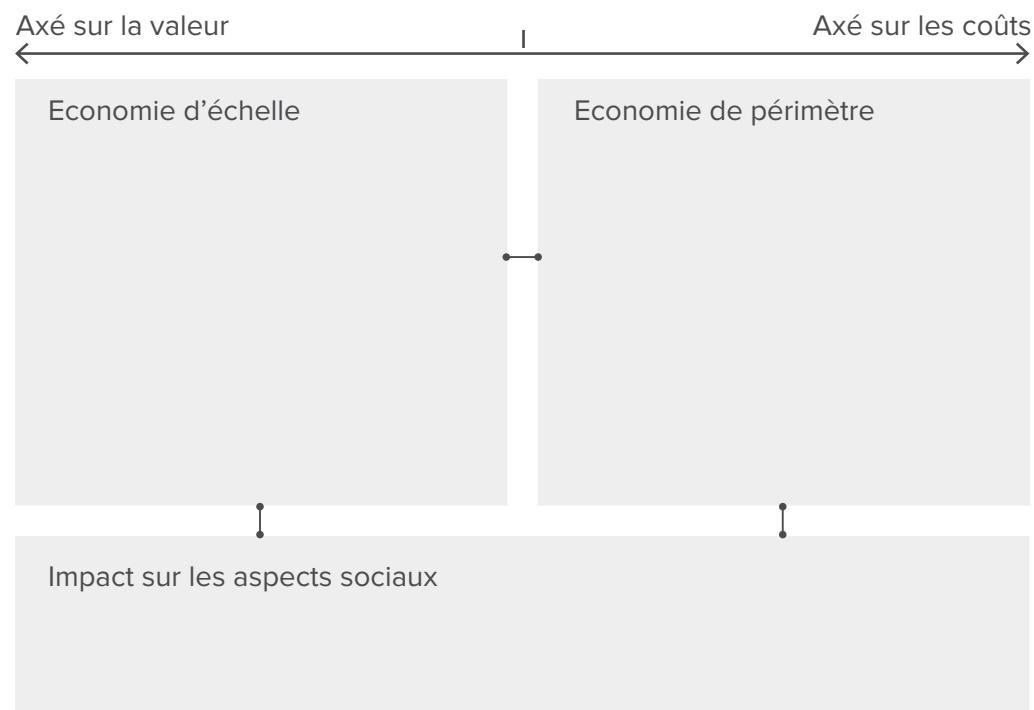 Axé sur la valeur
Axé sur les coûts
Economie d’échelle
Economie de périmètre
Impact sur les aspects sociaux